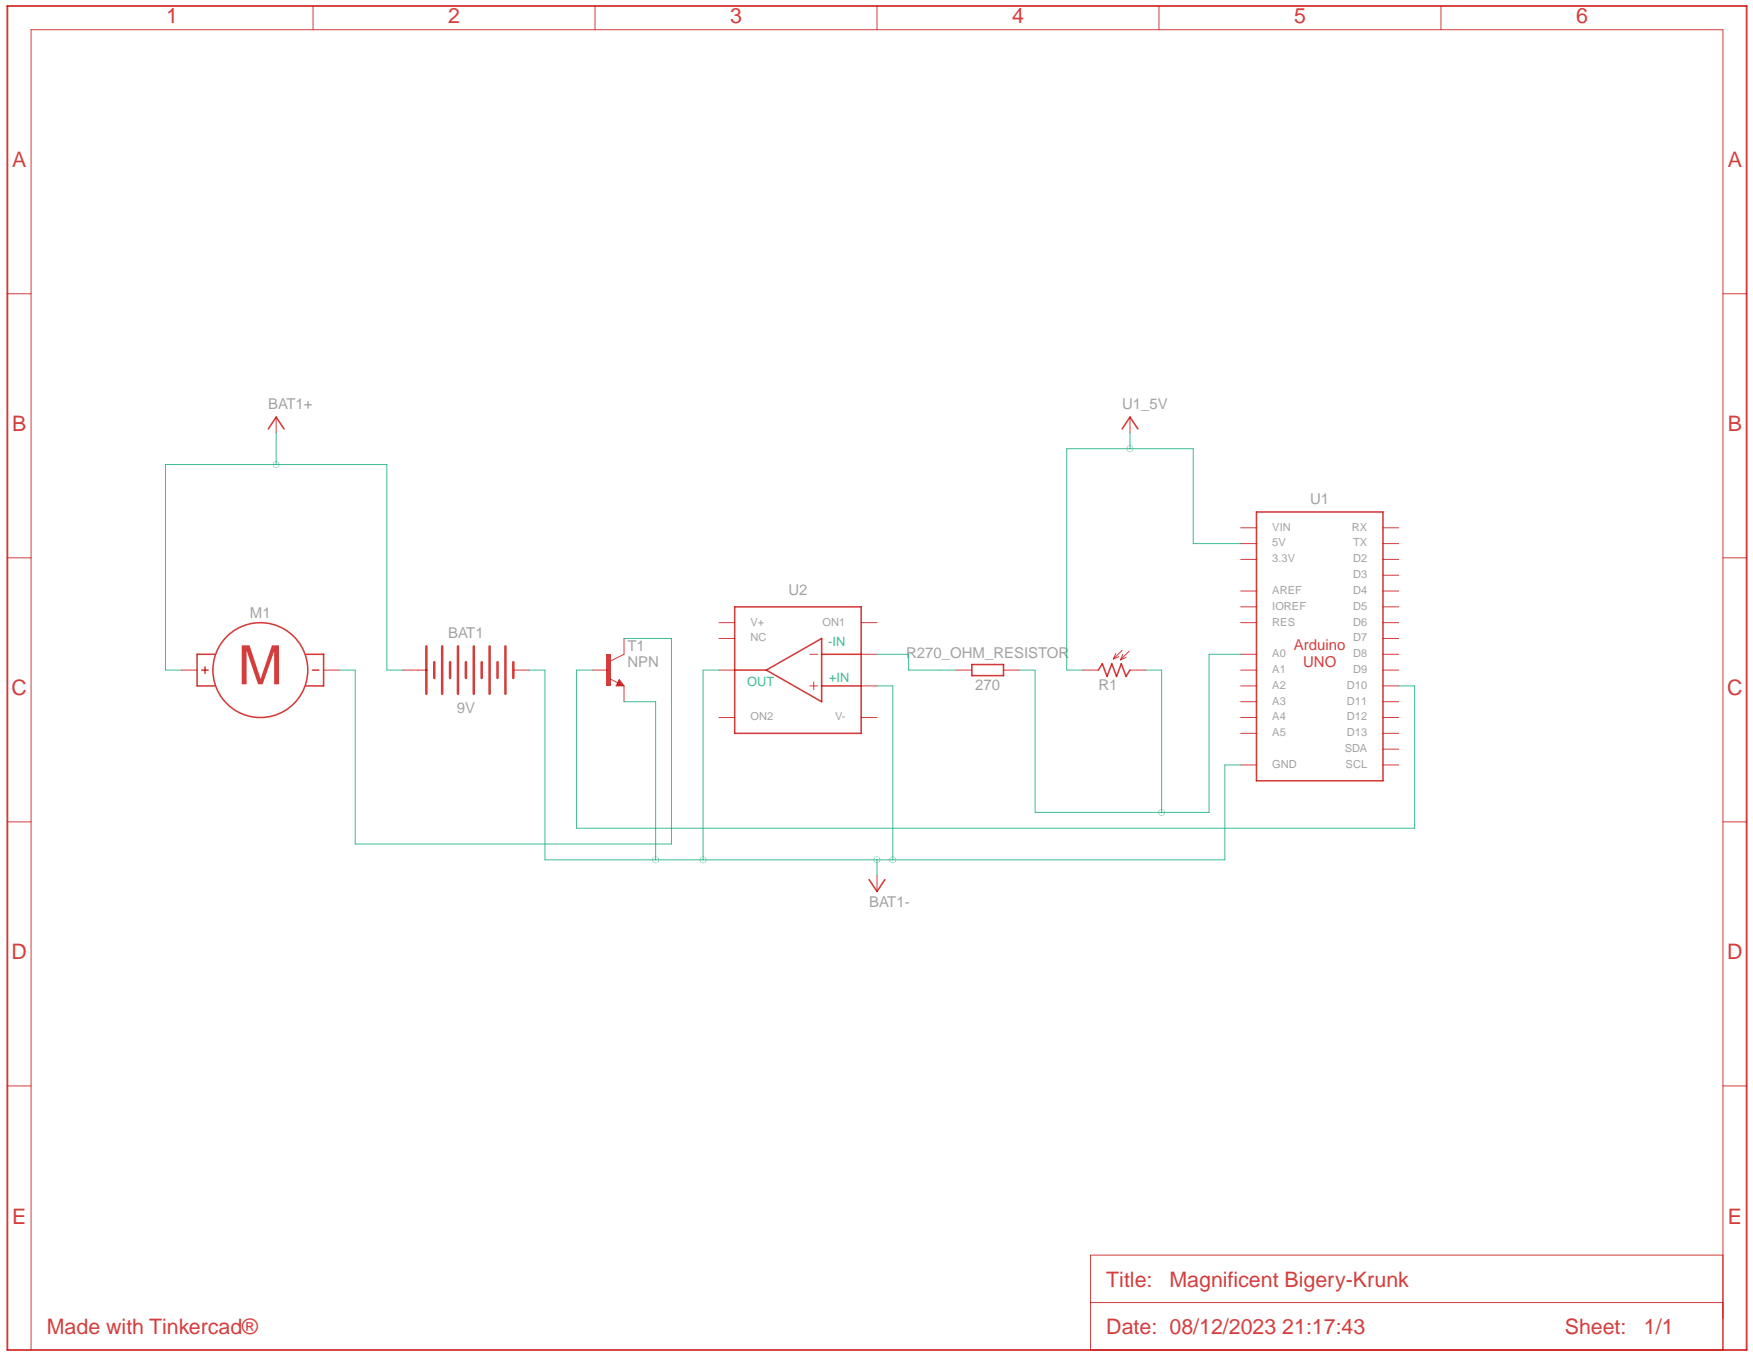 1 2 3 4 5 6
A A
BAT1+ U1_5V
B B
U1
VIN RX
5V TX
3.3V D2
D3
AREF D4
IOREF D5
RES D6
D7
A0 D8
A1 D9
A2 D10
A3 D11
A4 D12
A5 D13
SDA
GND SCL
Arduino
UNO
U2
V+ ON1
NC -IN
OUT +IN
ON2 V-
− +
M1
+ M -
BAT1
9V
T1
NPN
R270_OHM_RESISTOR
270
R1
C C
BAT1-
D D
E E
Title: Magnificent Bigery-Krunk
Made with Tinkercad®
Date: 08/12/2023 21:17:43 Sheet: 1/1